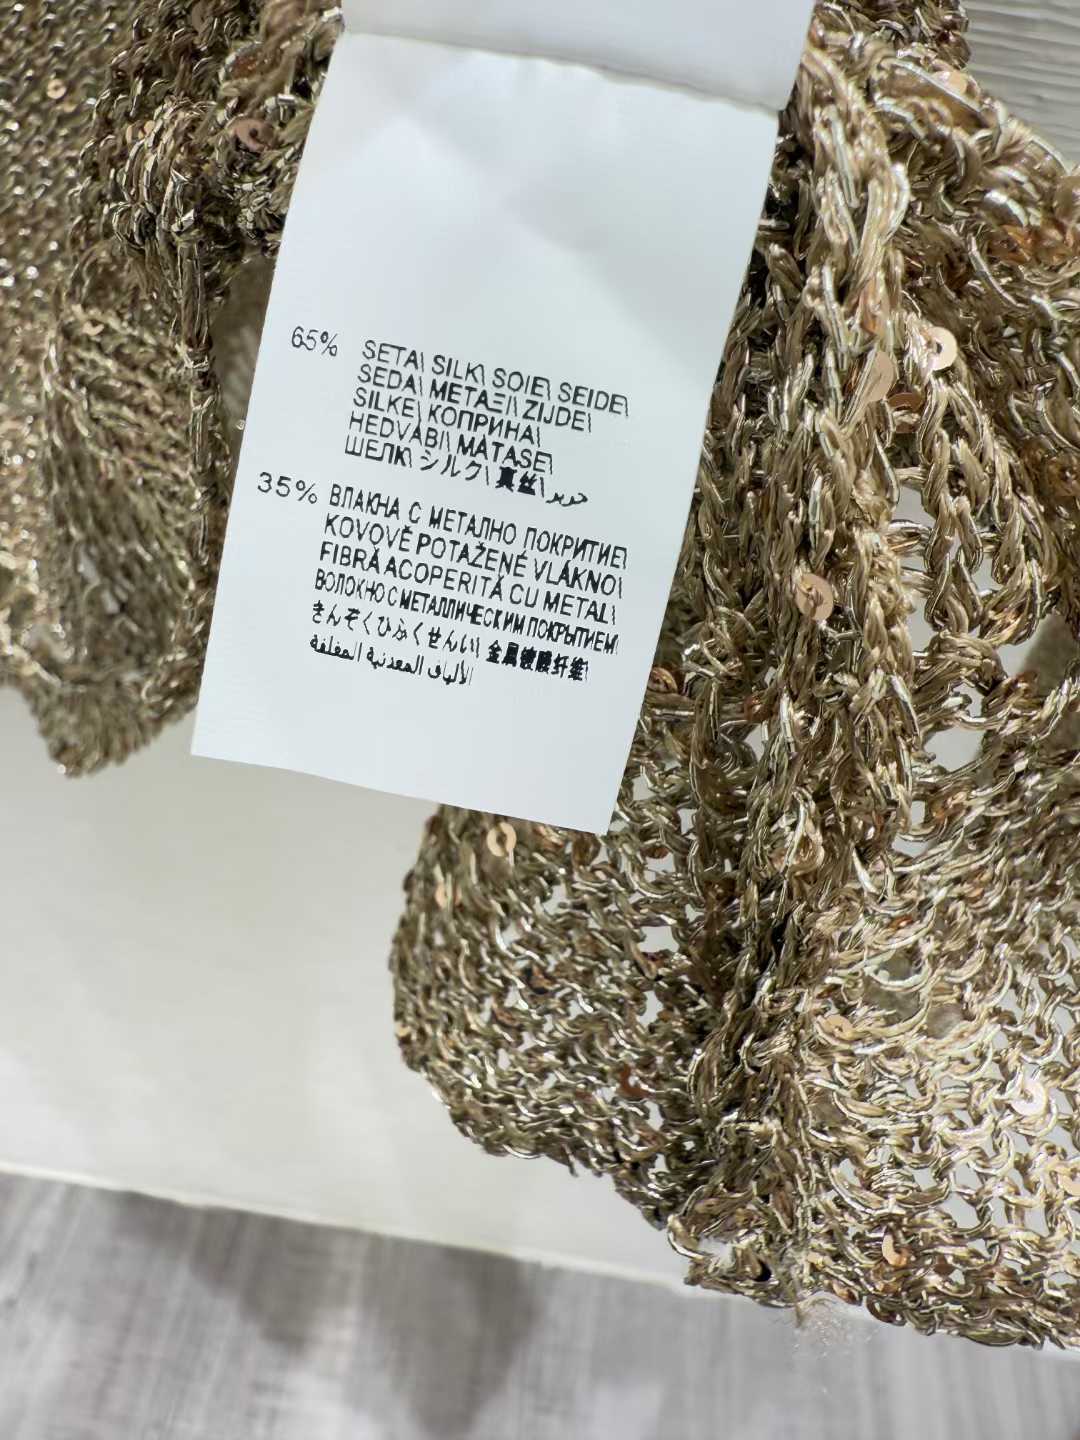 65% SETA\ SILK\ SOIE\ SEIDE\
SEDA\ ΜΕΤΑΞΙ\ ZIJDE\
SILKE\ КОПРИНА\
HEDVÁBÍ\ MATASE\
ШЕЛК\ シルク\ 真丝\ حرير
35% ВЛАКНА С МЕТАЛНО ПОКРИТИЕ\
KOVOVĚ POTAŽENÉ VLÁKNO\
FIBRĂ ACOPERITĂ CU METAL\
ВОЛОКНО С МЕТАЛЛИЧЕСКИМ ПОКРЫТИЕМ\
きんぞくひふくせんい\ 金属镀膜纤维\
الألياف المعدنية المغلفة